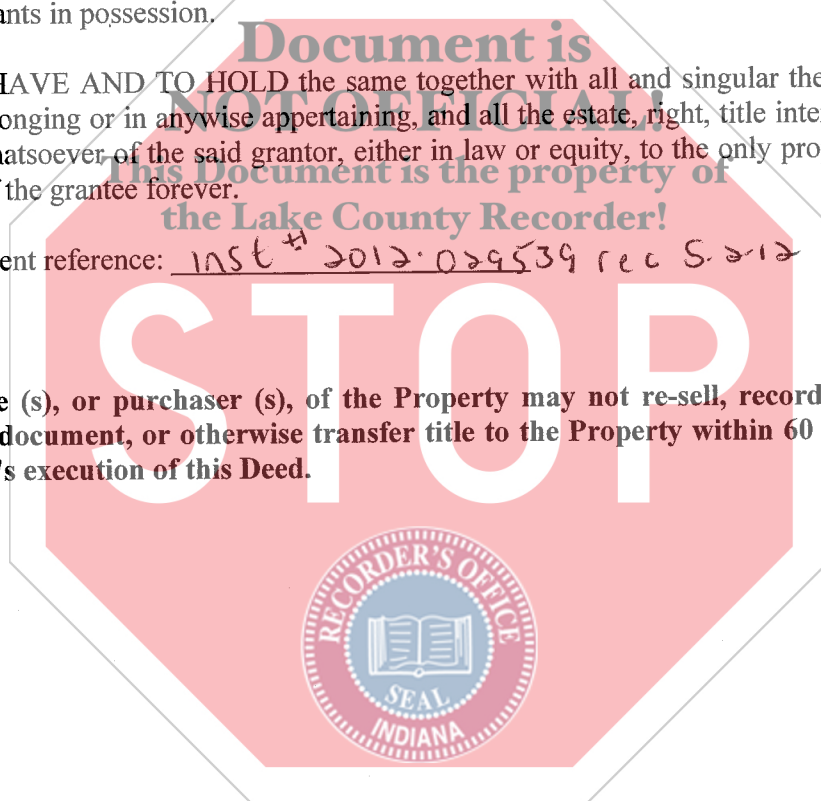 ants in possession.
Document is
HAVE AND TO HOLD the same together with all and singular the
NOT OFFICIAL!
onging or in anywise appertaining, and all the estate, right, title inte
atsoever of the said grantor, either in law or equity, to the only pro
This Document is the property of
the grantee forever.
the Lake County Recorder!
ent reference: inst # 2012.029539 rec 5.2.12
STOP
e (s), or purchaser (s), of the Property may not re-sell, record
document, or otherwise transfer title to the Property within 60
's execution of this Deed.
RECORDER'S OFFICE
SEAL
INDIANA